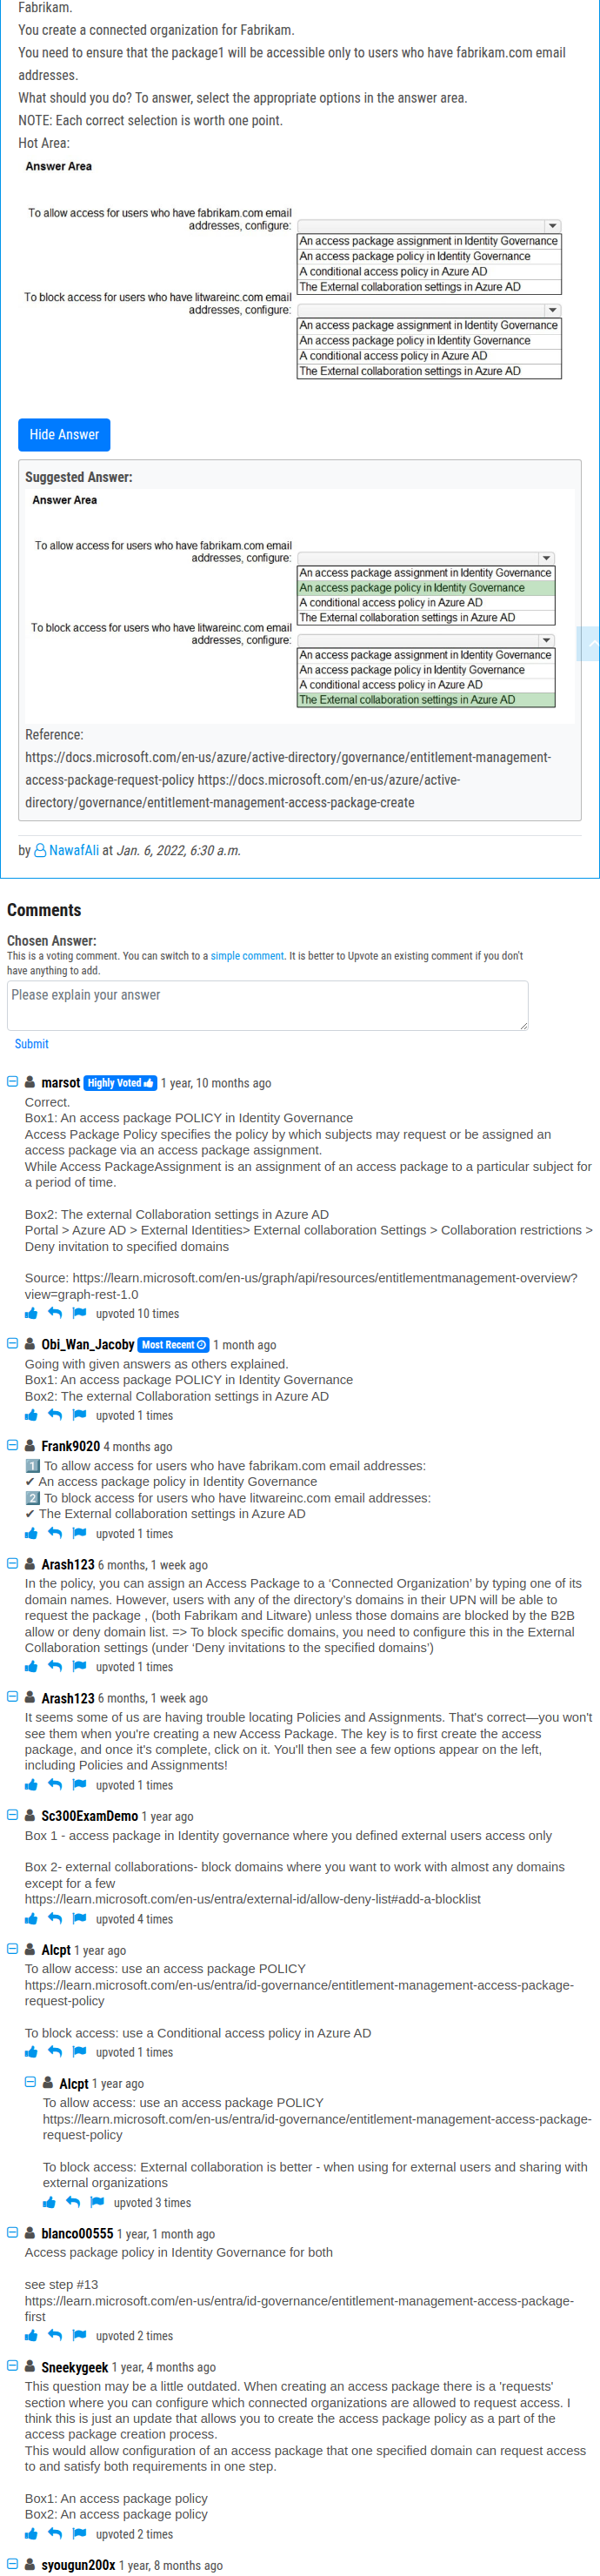 Fabrikam.
You create a connected organization for Fabrikam.
You need to ensure that the package1 will be accessible only to users who have fabrikam.com email
addresses.
What should you do? To answer, select the appropriate options in the answer area.
NOTE: Each correct selection is worth one point.
Hot Area:
Answer Area
To allow access for users who have fabrikam.com email
addresses, configure:
An access package assignment in Identity Governance
An access package policy in Identity Governance
A conditional access policy in Azure AD
The External collaboration settings in Azure AD
To block access for users who have litwareinc.com email
addresses, configure:
An access package assignment in Identity Governance
An access package policy in Identity Governance
A conditional access policy in Azure AD
The External collaboration settings in Azure AD
Hide Answer
Suggested Answer:
Answer Area
To allow access for users who have fabrikam.com email
addresses, configure:
An access package assignment in Identity Governance
An access package policy in Identity Governance
A conditional access policy in Azure AD
The External collaboration settings in Azure AD
To block access for users who have litwareinc.com email
addresses, configure:
An access package assignment in Identity Governance
An access package policy in Identity Governance
A conditional access policy in Azure AD
The External collaboration settings in Azure AD
Reference:
https://docs.microsoft.com/en-us/azure/active-directory/governance/entitlement-management-
access-package-request-policy https://docs.microsoft.com/en-us/azure/active-
directory/governance/entitlement-management-access-package-create
by NawafAli at Jan. 6, 2022, 6:30 a.m.
Comments
Chosen Answer:
This is a voting comment. You can switch to a simple comment. It is better to Upvote an existing comment if you don't
have anything to add.
Please explain your answer
Submit
marsot Highly Voted 1 year, 10 months ago
Correct.
Box1: An access package POLICY in Identity Governance
Access Package Policy specifies the policy by which subjects may request or be assigned an
access package via an access package assignment.
While Access PackageAssignment is an assignment of an access package to a particular subject for
a period of time.
Box2: The external Collaboration settings in Azure AD
Portal > Azure AD > External Identities> External collaboration Settings > Collaboration restrictions >
Deny invitation to specified domains
Source: https://learn.microsoft.com/en-us/graph/api/resources/entitlementmanagement-overview?
view=graph-rest-1.0
upvoted 10 times
Obi_Wan_Jacoby Most Recent 1 month ago
Going with given answers as others explained.
Box1: An access package POLICY in Identity Governance
Box2: The external Collaboration settings in Azure AD
upvoted 1 times
Frank9020 4 months ago
1️⃣ To allow access for users who have fabrikam.com email addresses:
✔ An access package policy in Identity Governance
2️⃣ To block access for users who have litwareinc.com email addresses:
✔ The External collaboration settings in Azure AD
upvoted 1 times
Arash123 6 months, 1 week ago
In the policy, you can assign an Access Package to a ‘Connected Organization’ by typing one of its
domain names. However, users with any of the directory’s domains in their UPN will be able to
request the package , (both Fabrikam and Litware) unless those domains are blocked by the B2B
allow or deny domain list. => To block specific domains, you need to configure this in the External
Collaboration settings (under ‘Deny invitations to the specified domains’)
upvoted 1 times
Arash123 6 months, 1 week ago
It seems some of us are having trouble locating Policies and Assignments. That's correct—you won't
see them when you're creating a new Access Package. The key is to first create the access
package, and once it's complete, click on it. You'll then see a few options appear on the left,
including Policies and Assignments!
upvoted 1 times
Sc300ExamDemo 1 year ago
Box 1 - access package in Identity governance where you defined external users access only
Box 2- external collaborations- block domains where you want to work with almost any domains
except for a few
https://learn.microsoft.com/en-us/entra/external-id/allow-deny-list#add-a-blocklist
upvoted 4 times
Alcpt 1 year ago
To allow access: use an access package POLICY
https://learn.microsoft.com/en-us/entra/id-governance/entitlement-management-access-package-
request-policy
To block access: use a Conditional access policy in Azure AD
upvoted 1 times
Alcpt 1 year ago
To allow access: use an access package POLICY
https://learn.microsoft.com/en-us/entra/id-governance/entitlement-management-access-package-
request-policy
To block access: External collaboration is better - when using for external users and sharing with
external organizations
upvoted 3 times
blanco00555 1 year, 1 month ago
Access package policy in Identity Governance for both
see step #13
https://learn.microsoft.com/en-us/entra/id-governance/entitlement-management-access-package-
first
upvoted 2 times
Sneekygeek 1 year, 4 months ago
This question may be a little outdated. When creating an access package there is a 'requests'
section where you can configure which connected organizations are allowed to request access. I
think this is just an update that allows you to create the access package policy as a part of the
access package creation process.
This would allow configuration of an access package that one specified domain can request access
to and satisfy both requirements in one step.
Box1: An access package policy
Box2: An access package policy
upvoted 2 times
syougun200x 1 year, 8 months ago